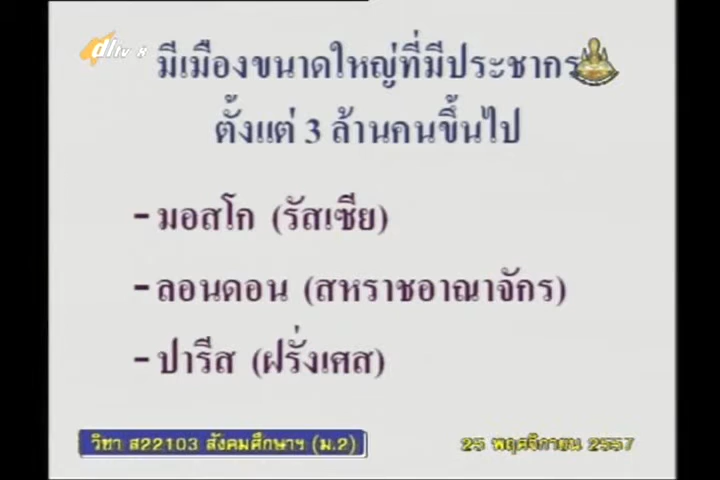 dltv 8
มีเมืองขนาดใหญ่ที่มีประชากร
ตั้งแต่ 3 ล้านคนขึ้นไป
- มอสโก (รัสเซีย)
- ลอนดอน (สหราชอาณาจักร)
- ปารีส (ฝรั่งเศส)
วิชา ส22103 สังคมศึกษาฯ (ม.2)
25 พฤศจิกายน 2557